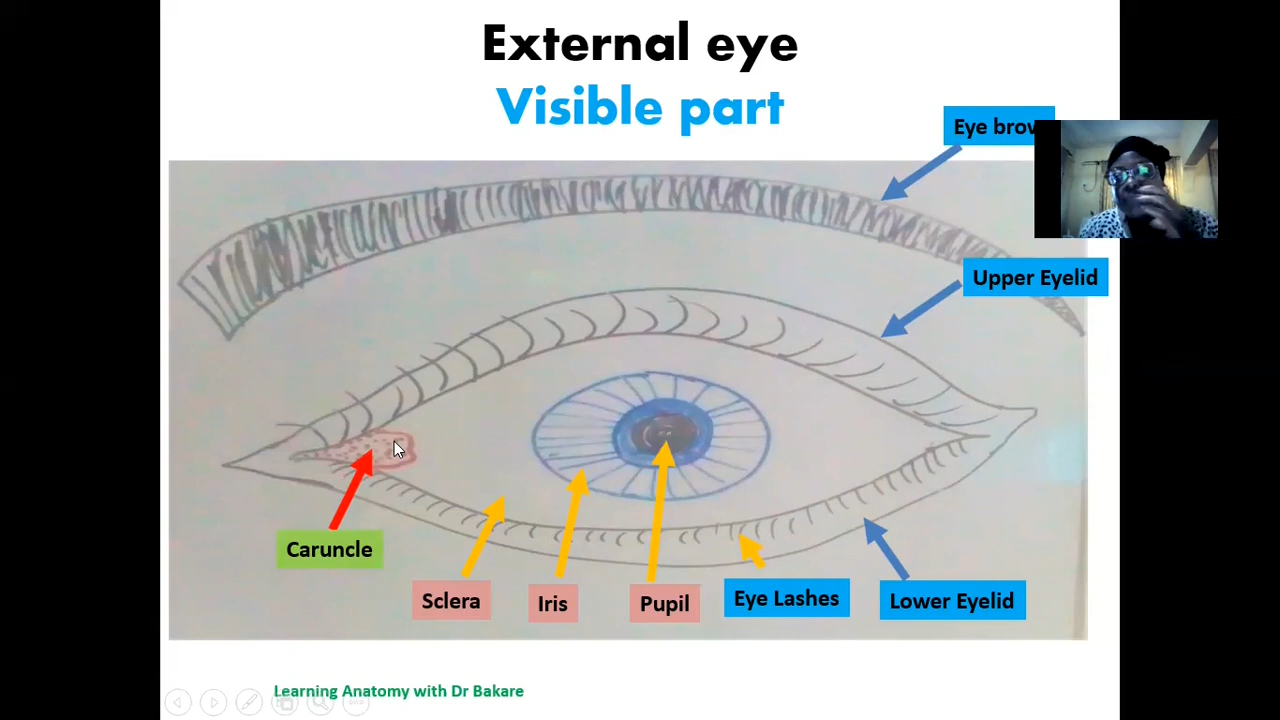 External eye
Visible part
Eye brow
Upper Eyelid
Caruncle
Sclera
Iris
Pupil
Eye Lashes
Lower Eyelid
Learning Anatomy with Dr Bakare